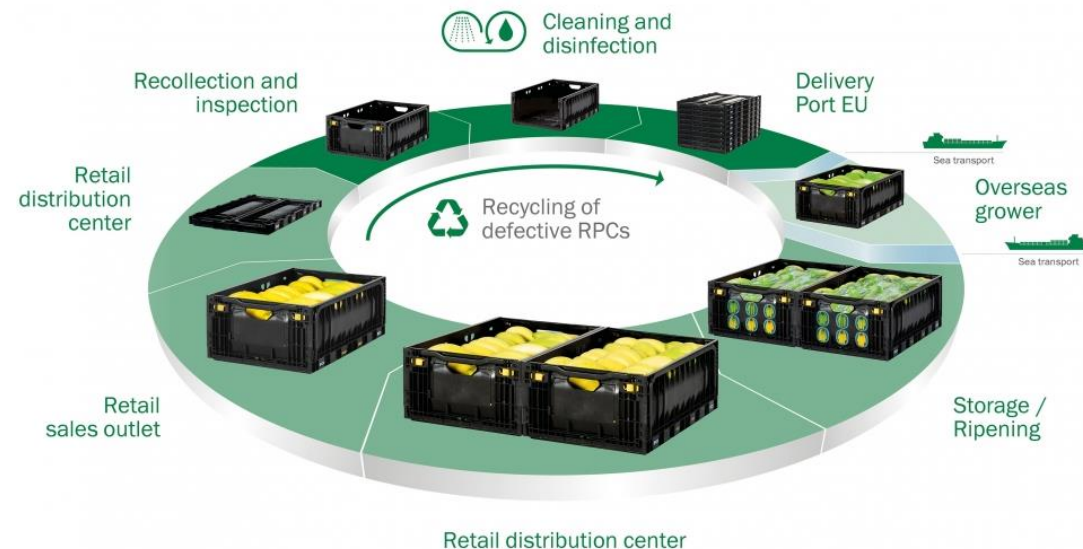 Cleaning and
disinfection
Recollection and
inspection
Delivery
Port EU
Sea transport
Retail
distribution
center
Overseas
grower
Recycling of
defective RPCs
Sea transport
Retail
sales outlet
Storage /
Ripening
Retail distribution center